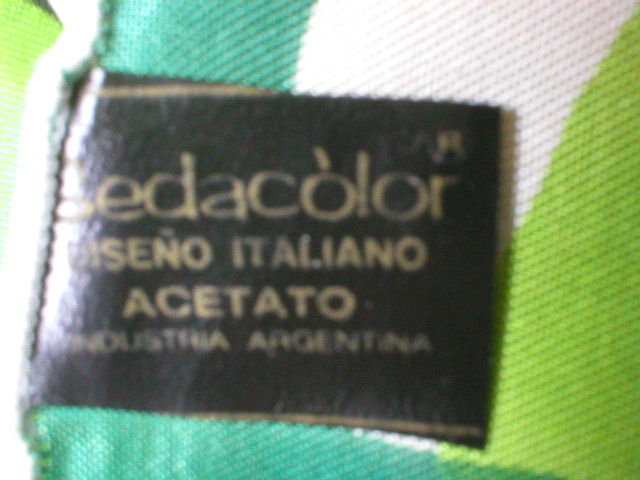 Sedacòlor
DISEÑO ITALIANO
ACETATO
INDUSTRIA ARGENTINA